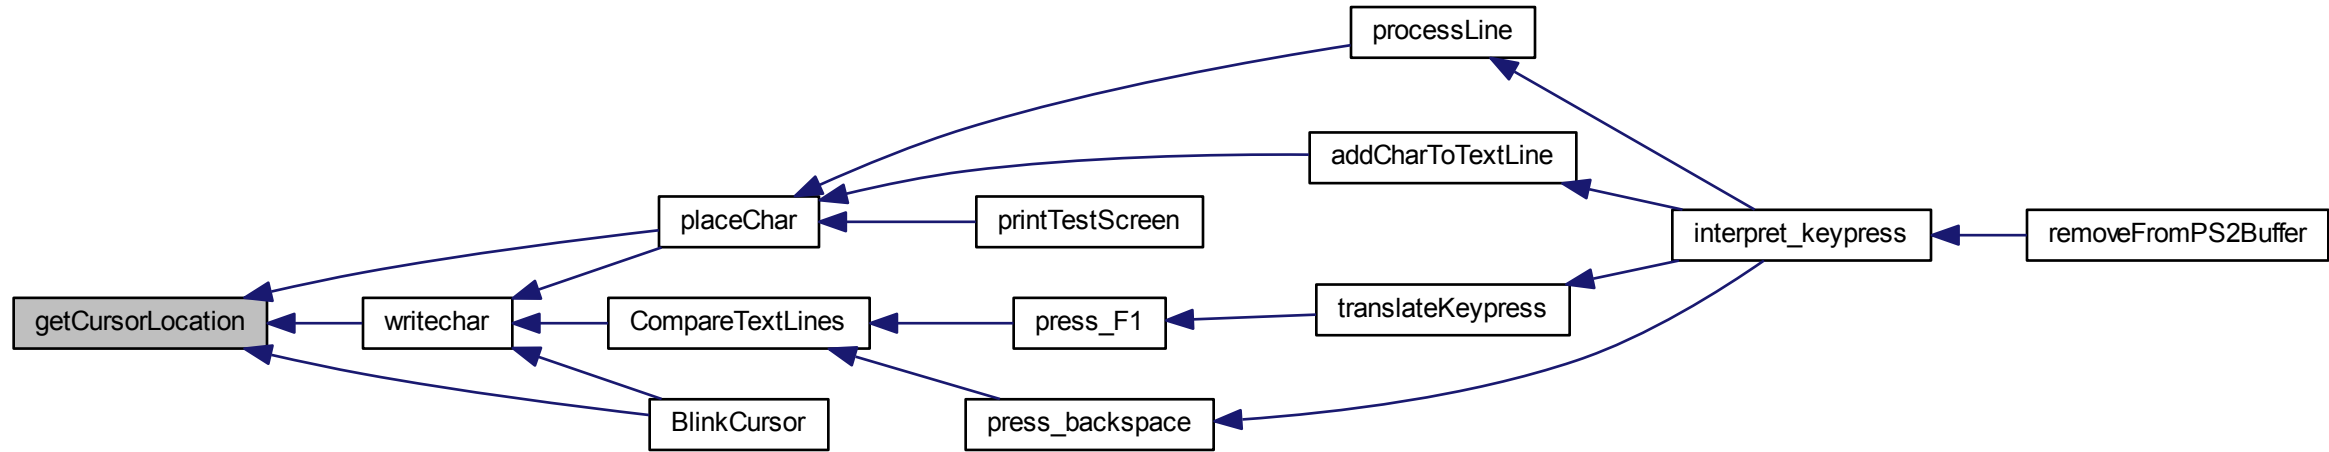 processLine
addCharToTextLine
placeChar
printTestScreen
interpret_keypress
removeFromPS2Buffer
getCursorLocation
writechar
CompareTextLines
press_F1
translateKeypress
BlinkCursor
press_backspace